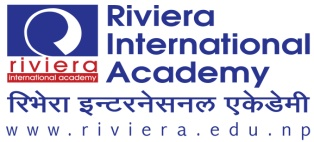 riviera
international academy
Riviera
International
Academy
रिभेरा इन्टरनेसनल एकेडेमी
www.riviera.edu.np